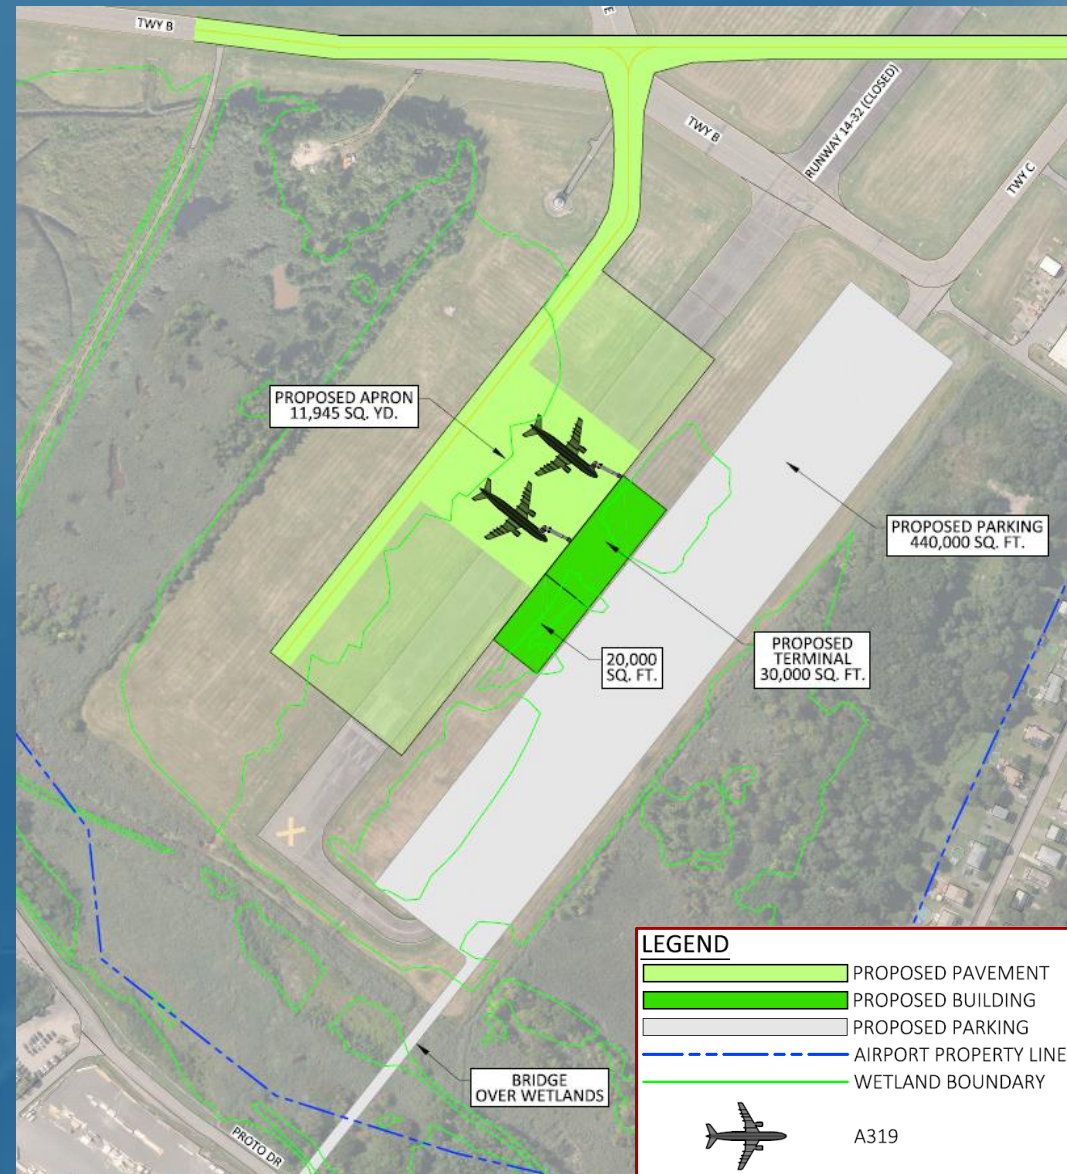 TWY B
E
TWY B
RUNWAY 14-32 (CLOSED)
TWY C
PROPOSED APRON
11,945 SQ. YD.
PROPOSED PARKING
440,000 SQ. FT.
PROPOSED
TERMINAL
30,000 SQ. FT.
20,000
SQ. FT.
BRIDGE
OVER WETLANDS
PROTO DR
LEGEND
PROPOSED PAVEMENT
PROPOSED BUILDING
PROPOSED PARKING
AIRPORT PROPERTY LINE
WETLAND BOUNDARY
A319